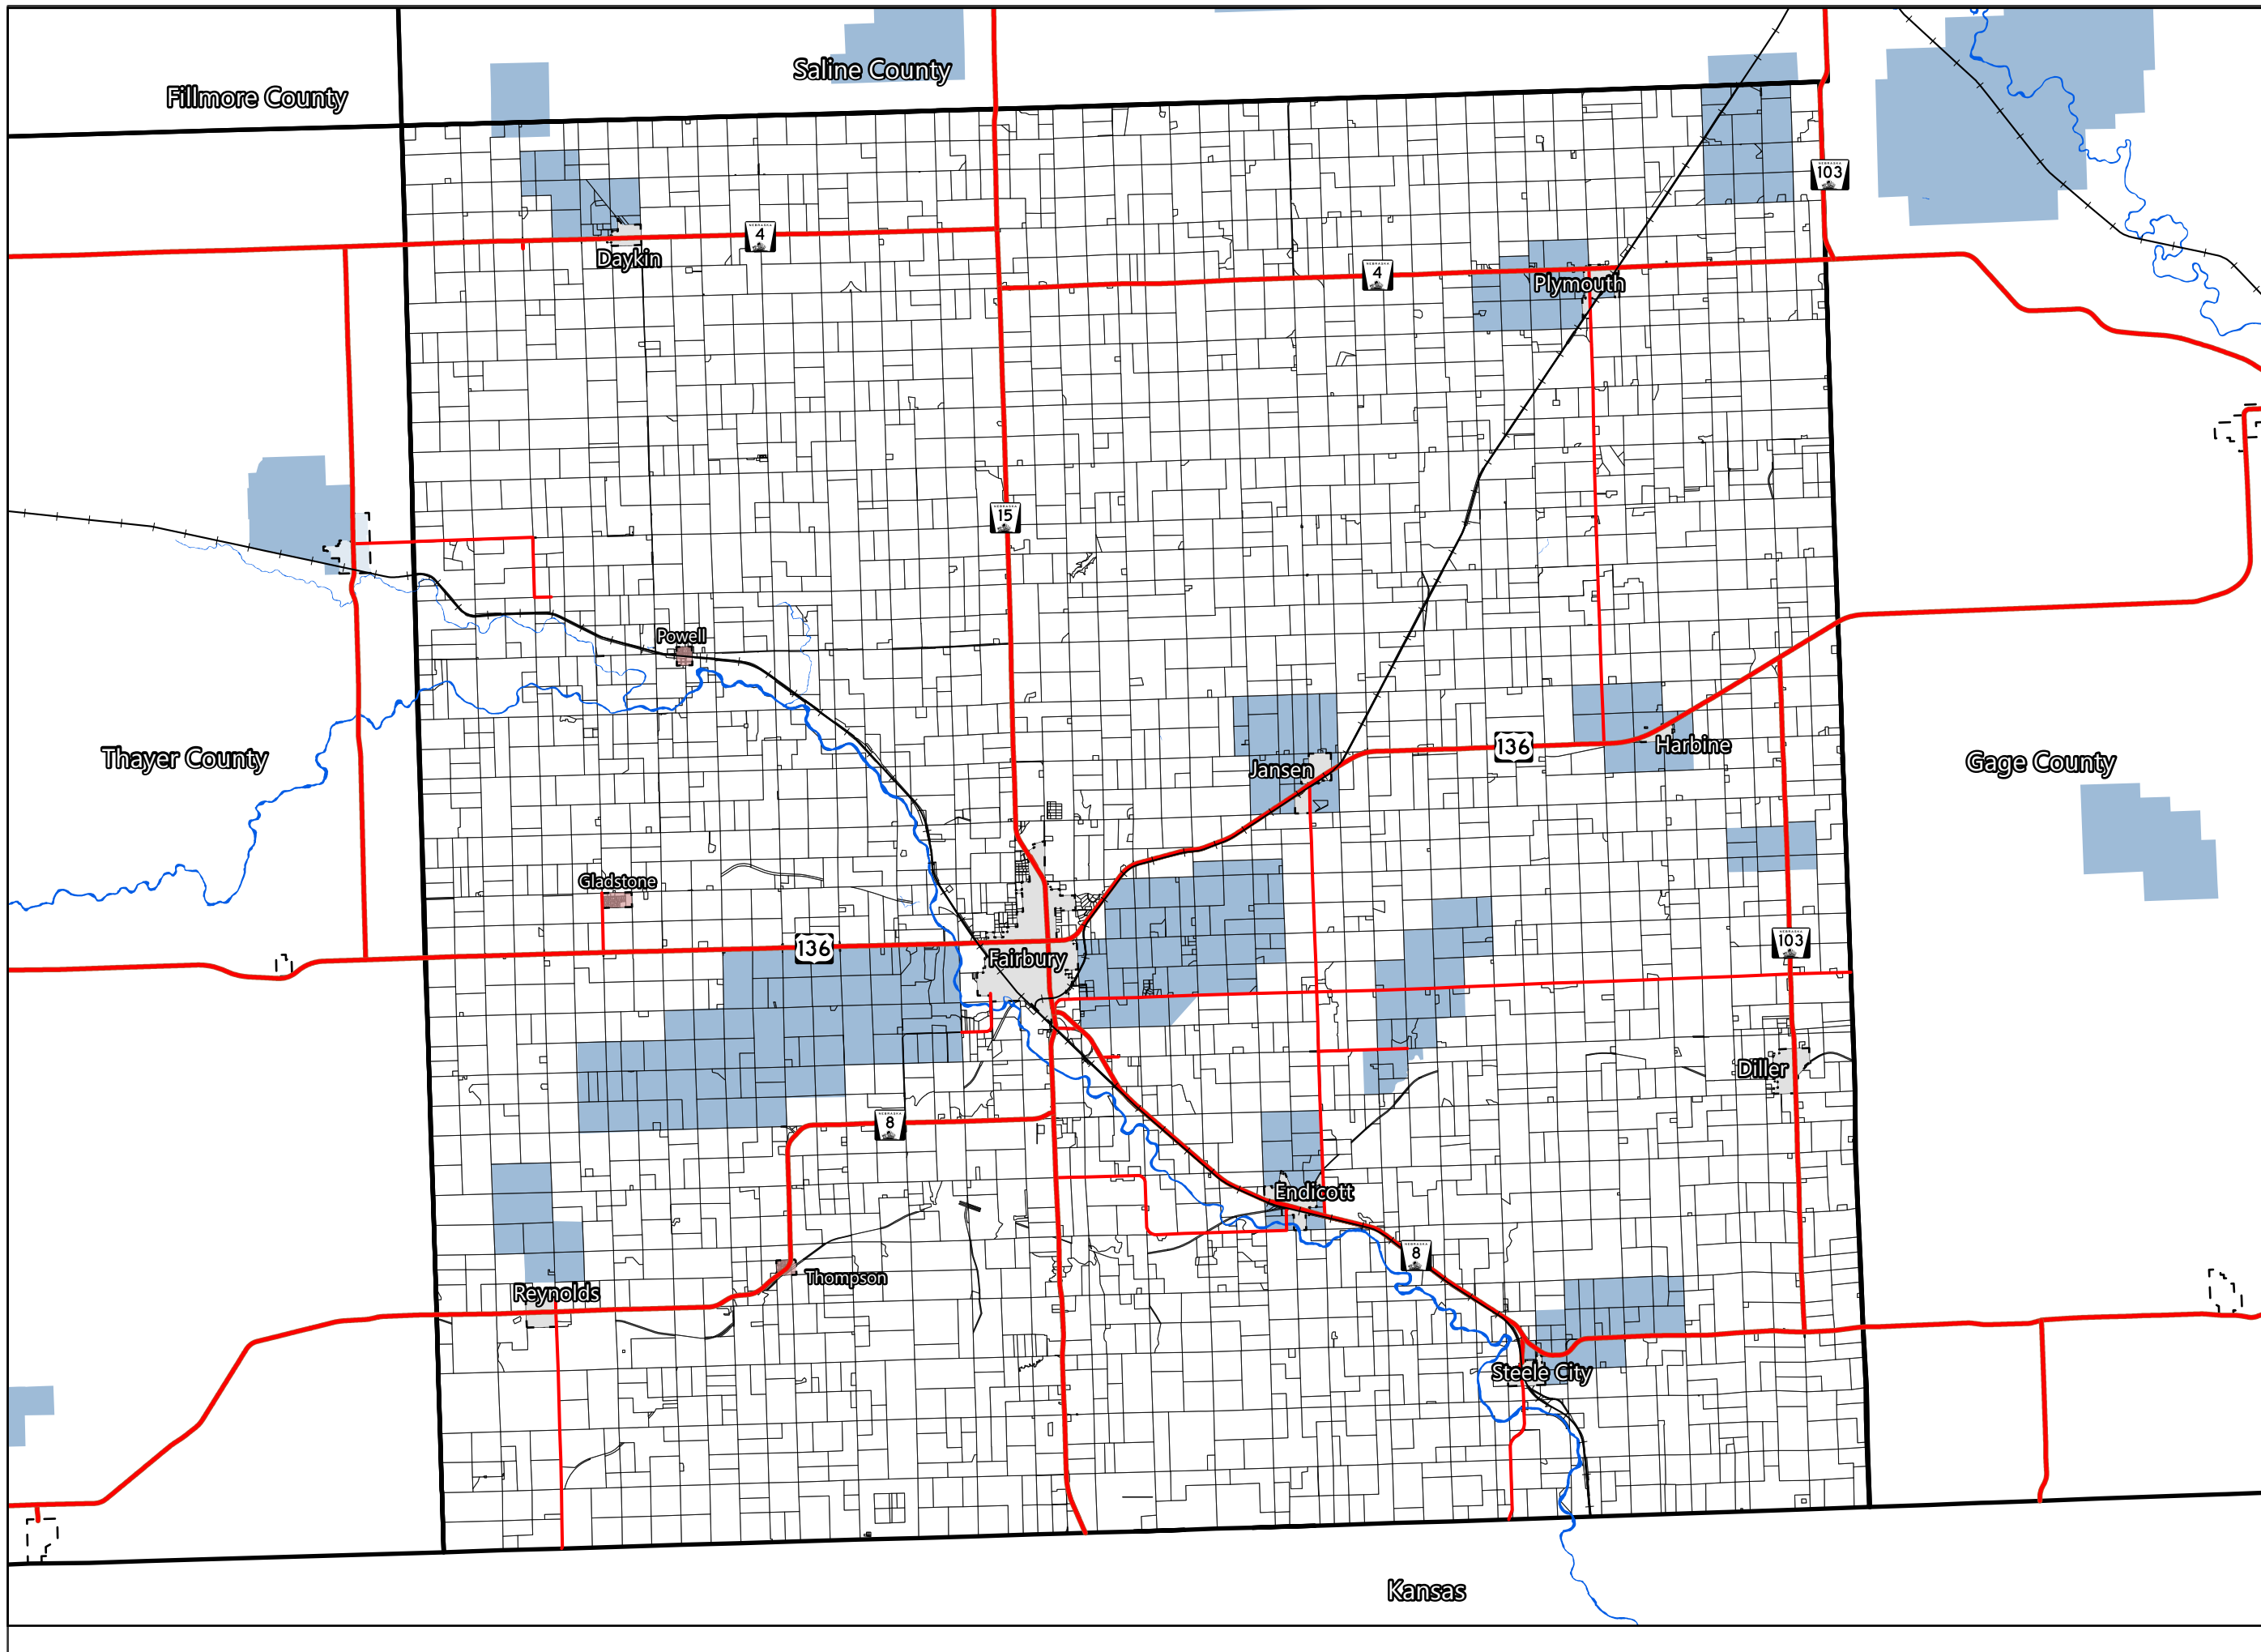 Saline County
Fillmore County
103
4
Daykin
4
Plymouth
15
Powell
136
Harbine
Thayer County
Gage County
Jansen
Gladstone
103
136
Fairbury
Diller
8
Endicott
8
Thompson
Reynolds
Steele City
Kansas